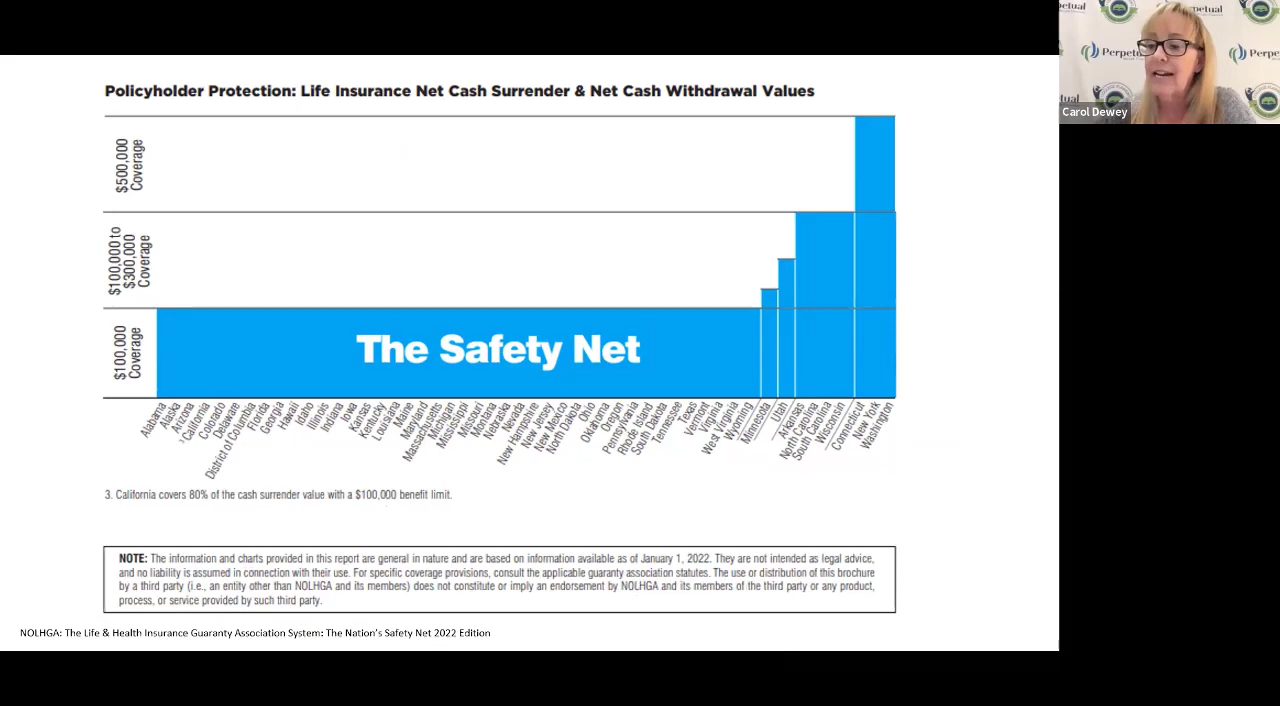 Policyholder Protection: Life Insurance Net Cash Surrender & Net Cash Withdrawal Values
$500,000
Coverage
$100,000 to
$300,000
Coverage
$100,000
Coverage
The Safety Net
Alabama
Alaska
Arizona
3California
Colorado
Delaware
District of Columbia
Florida
Georgia
Hawaii
Idaho
Illinois
Indiana
Iowa
Kansas
Kentucky
Louisiana
Maine
Maryland
Massachusetts
Michigan
Mississippi
Missouri
Montana
Nebraska
Nevada
New Hampshire
New Jersey
New Mexico
North Dakota
Ohio
Oklahoma
Oregon
Pennsylvania
Rhode Island
South Dakota
Tennessee
Texas
Vermont
Virginia
West Virginia
Wyoming
Minnesota
Utah
Arkansas
North Carolina
South Carolina
Wisconsin
Connecticut
New York
Washington
3. California covers 80% of the cash surrender value with a $100,000 benefit limit.
NOTE: The information and charts provided in this report are general in nature and are based on information available as of January 1, 2022. They are not intended as legal advice,
and no liability is assumed in connection with their use. For specific coverage provisions, consult the applicable guaranty association statutes. The use or distribution of this brochure
by a third party (i.e., an entity other than NOLHGA and its members) does not constitute or imply an endorsement by NOLHGA and its members of the third party or any product,
process, or service provided by such third party.
NOLHGA: The Life & Health Insurance Guaranty Association System: The Nation's Safety Net 2022 Edition
petual
petual
Perpetual
Perpe
petual
Carol Dewey